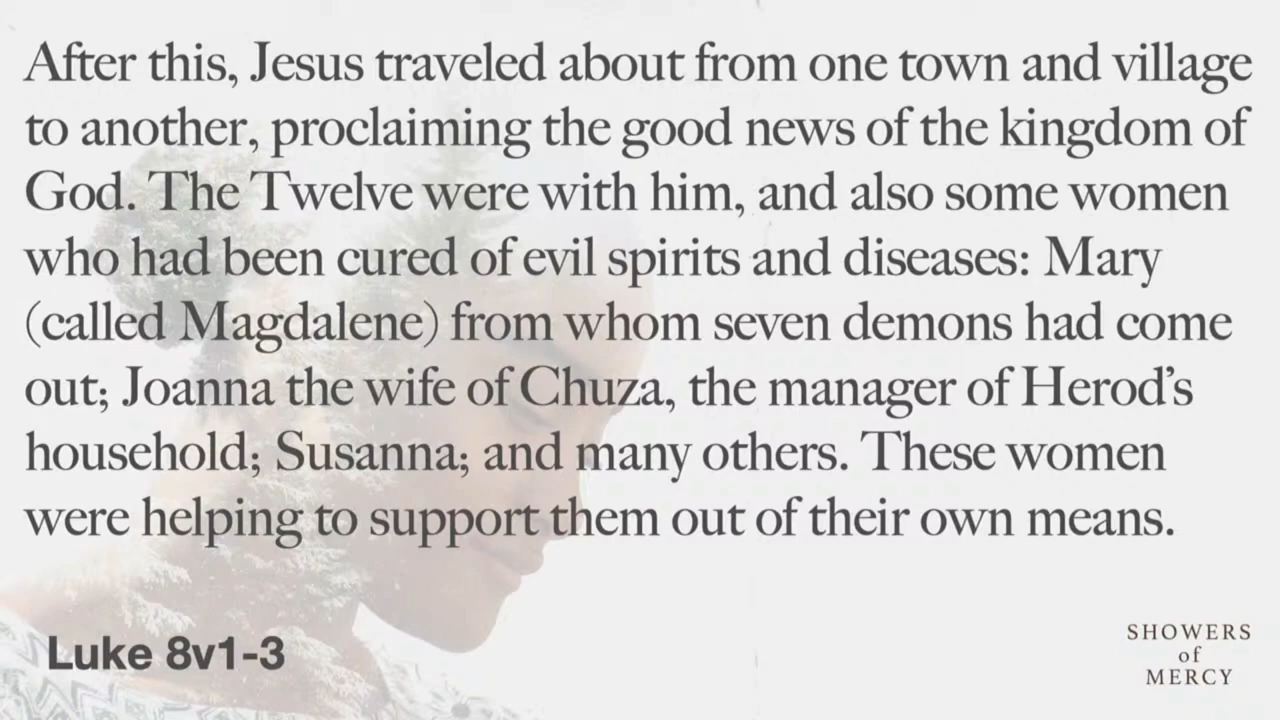 After this, Jesus traveled about from one town and village
to another, proclaiming the good news of the kingdom of
God. The Twelve were with him, and also some women
who had been cured of evil spirits and diseases: Mary
(called Magdalene) from whom seven demons had come
out; Joanna the wife of Chuza, the manager of Herod’s
household; Susanna; and many others. These women
were helping to support them out of their own means.
Luke 8v1-3
SHOWERS
of
MERCY